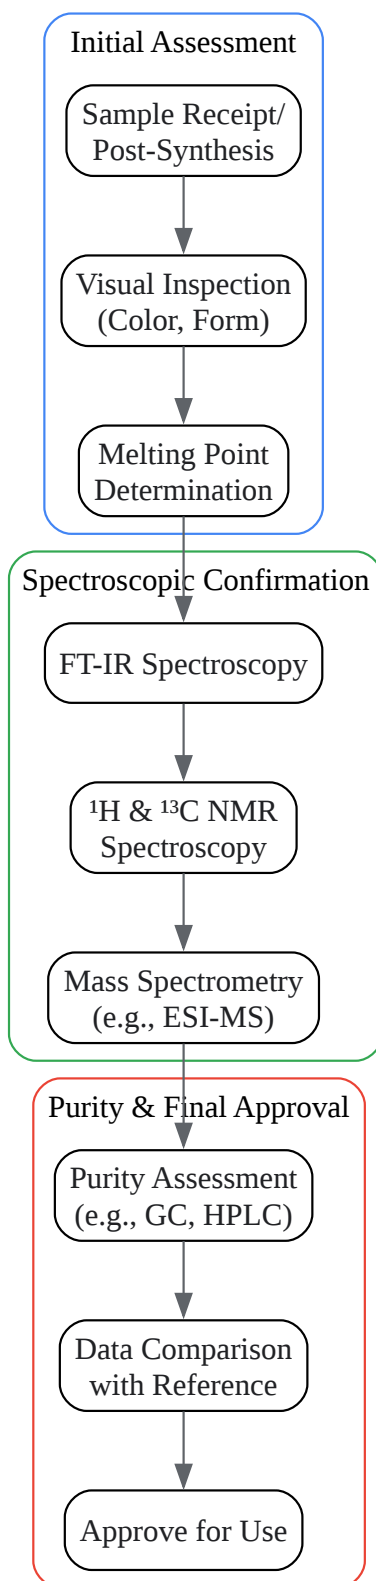 Initial Assessment
Sample Receipt/
Post-Synthesis
Visual Inspection
(Color, Form)
Melting Point
Determination
Spectroscopic Confirmation
FT-IR Spectroscopy
¹H & ¹³C NMR
Spectroscopy
Mass Spectrometry
(e.g., ESI-MS)
Purity & Final Approval
Purity Assessment
(e.g., GC, HPLC)
Data Comparison
with Reference
Approve for Use